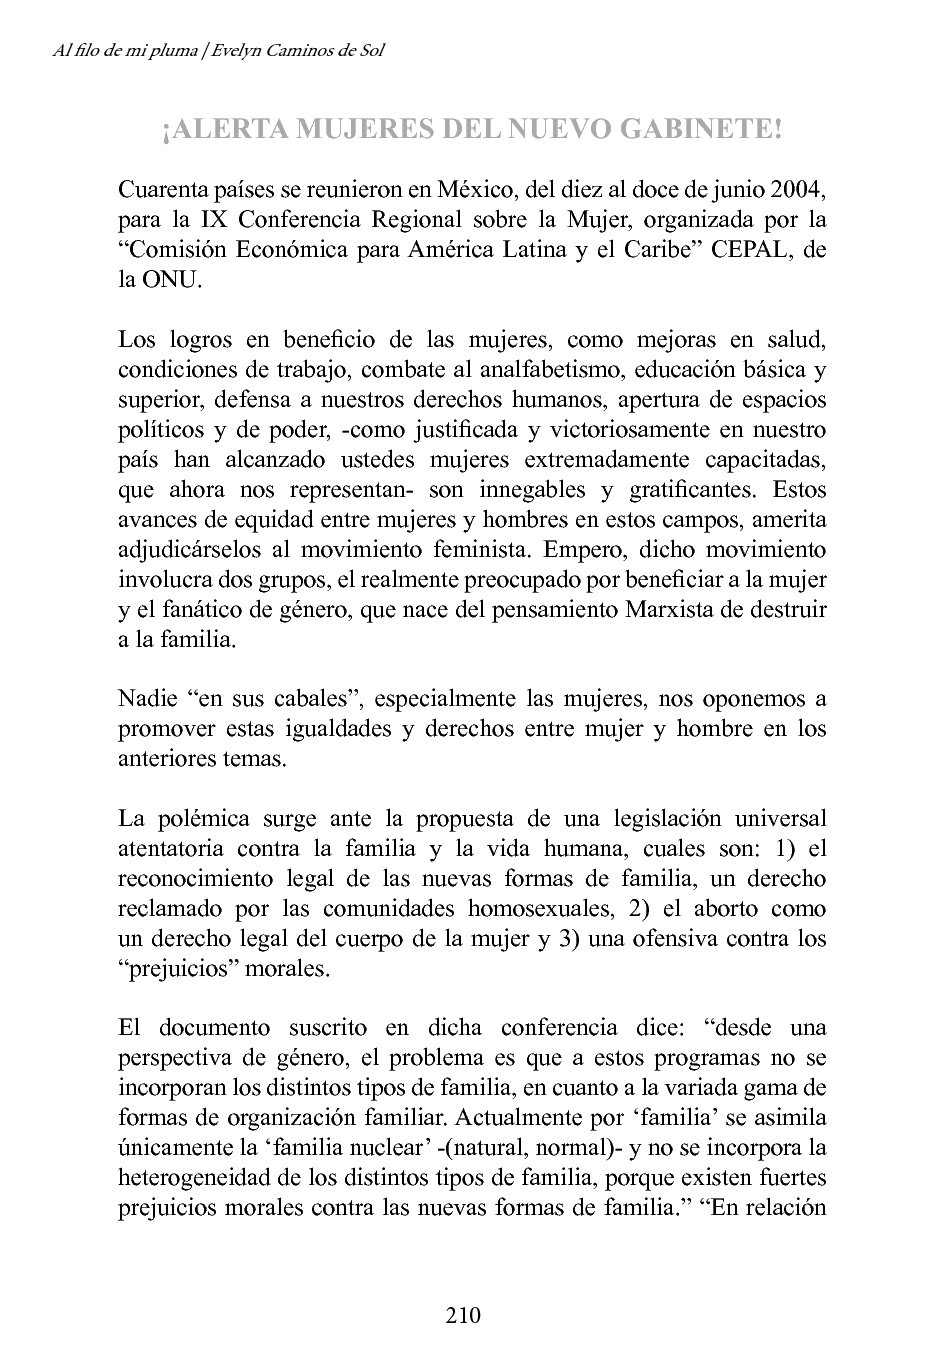 Al filo de mi pluma / Evelyn Caminos de Sol
¡ALERTA MUJERES DEL NUEVO GABINETE!
Cuarenta países se reunieron en México, del diez al doce de junio 2004,
para la IX Conferencia Regional sobre la Mujer, organizada por la
“Comisión Económica para América Latina y el Caribe” CEPAL, de
la ONU.
Los logros en beneficio de las mujeres, como mejoras en salud,
condiciones de trabajo, combate al analfabetismo, educación básica y
superior, defensa a nuestros derechos humanos, apertura de espacios
políticos y de poder, -como justificada y victoriosamente en nuestro
país han alcanzado ustedes mujeres extremadamente capacitadas,
que ahora nos representan- son innegables y gratificantes. Estos
avances de equidad entre mujeres y hombres en estos campos, amerita
adjudicárselos al movimiento feminista. Empero, dicho movimiento
involucra dos grupos, el realmente preocupado por beneficiar a la mujer
y el fanático de género, que nace del pensamiento Marxista de destruir
a la familia.
Nadie “en sus cabales”, especialmente las mujeres, nos oponemos a
promover estas igualdades y derechos entre mujer y hombre en los
anteriores temas.
La polémica surge ante la propuesta de una legislación universal
atentatoria contra la familia y la vida humana, cuales son: 1) el
reconocimiento legal de las nuevas formas de familia, un derecho
reclamado por las comunidades homosexuales, 2) el aborto como
un derecho legal del cuerpo de la mujer y 3) una ofensiva contra los
“prejuicios” morales.
El documento suscrito en dicha conferencia dice: “desde una
perspectiva de género, el problema es que a estos programas no se
incorporan los distintos tipos de familia, en cuanto a la variada gama de
formas de organización familiar. Actualmente por ‘familia’ se asimila
únicamente la ‘familia nuclear’ -(natural, normal)- y no se incorpora la
heterogeneidad de los distintos tipos de familia, porque existen fuertes
prejuicios morales contra las nuevas formas de familia.” “En relación
210